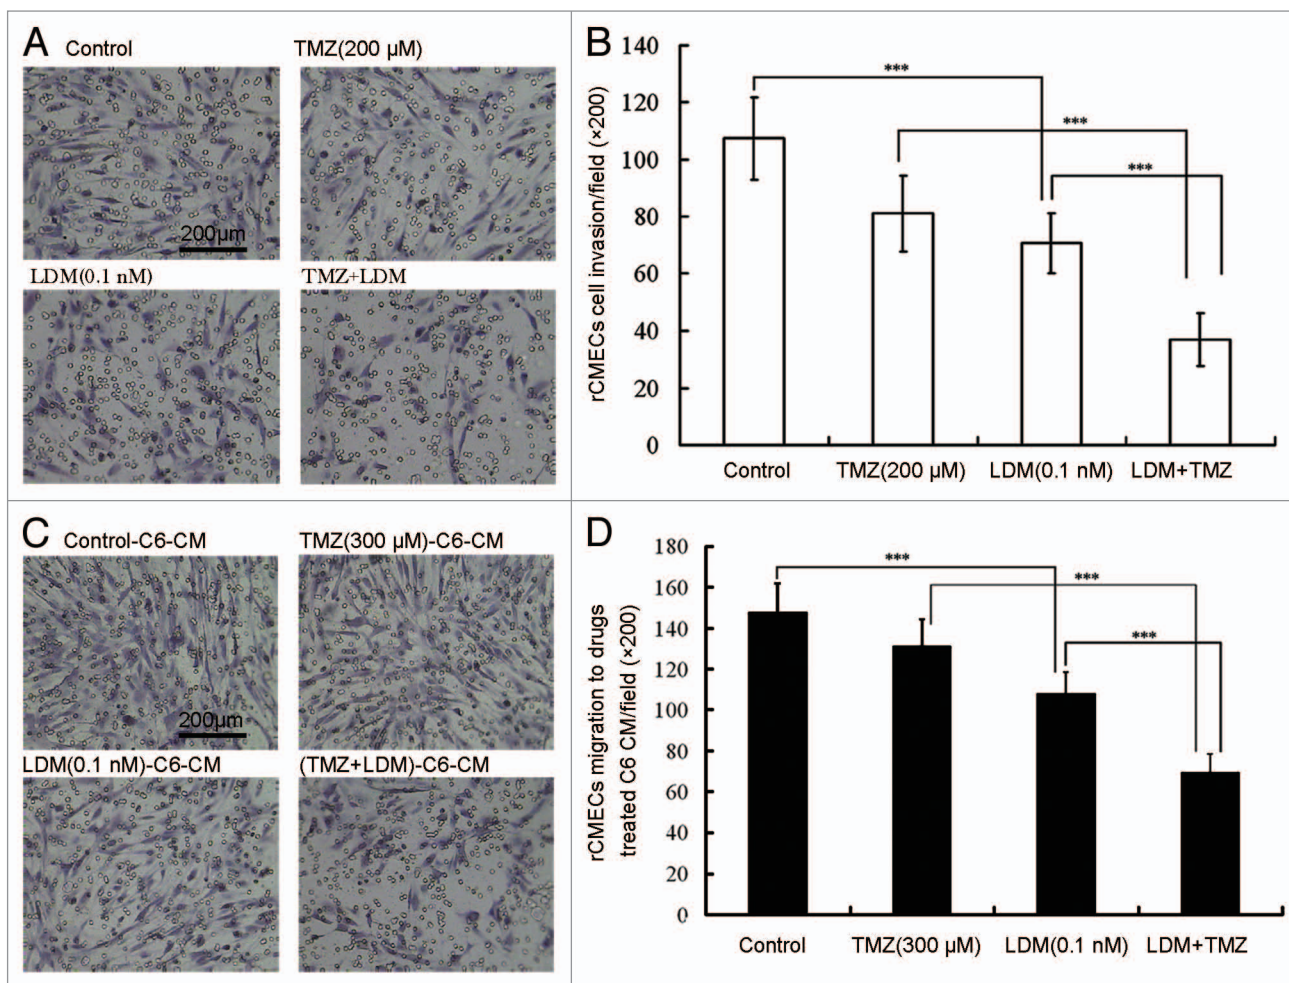 A
Control
TMZ(200 µM)
200µm
LDM(0.1 nM)
TMZ+LDM
B
rCMECs cell invasion/field (×200)
140
120
100
80
60
40
20
0
***
***
***
Control
TMZ(200 µM)
LDM(0.1 nM)
LDM+TMZ
C
Control-C6-CM
TMZ(300 µM)-C6-CM
200µm
LDM(0.1 nM)-C6-CM
(TMZ+LDM)-C6-CM
D
rCMECs migration to drugs
treated C6 CM/field (×200)
180
160
140
120
100
80
60
40
20
0
***
***
***
Control
TMZ(300 µM)
LDM(0.1 nM)
LDM+TMZ